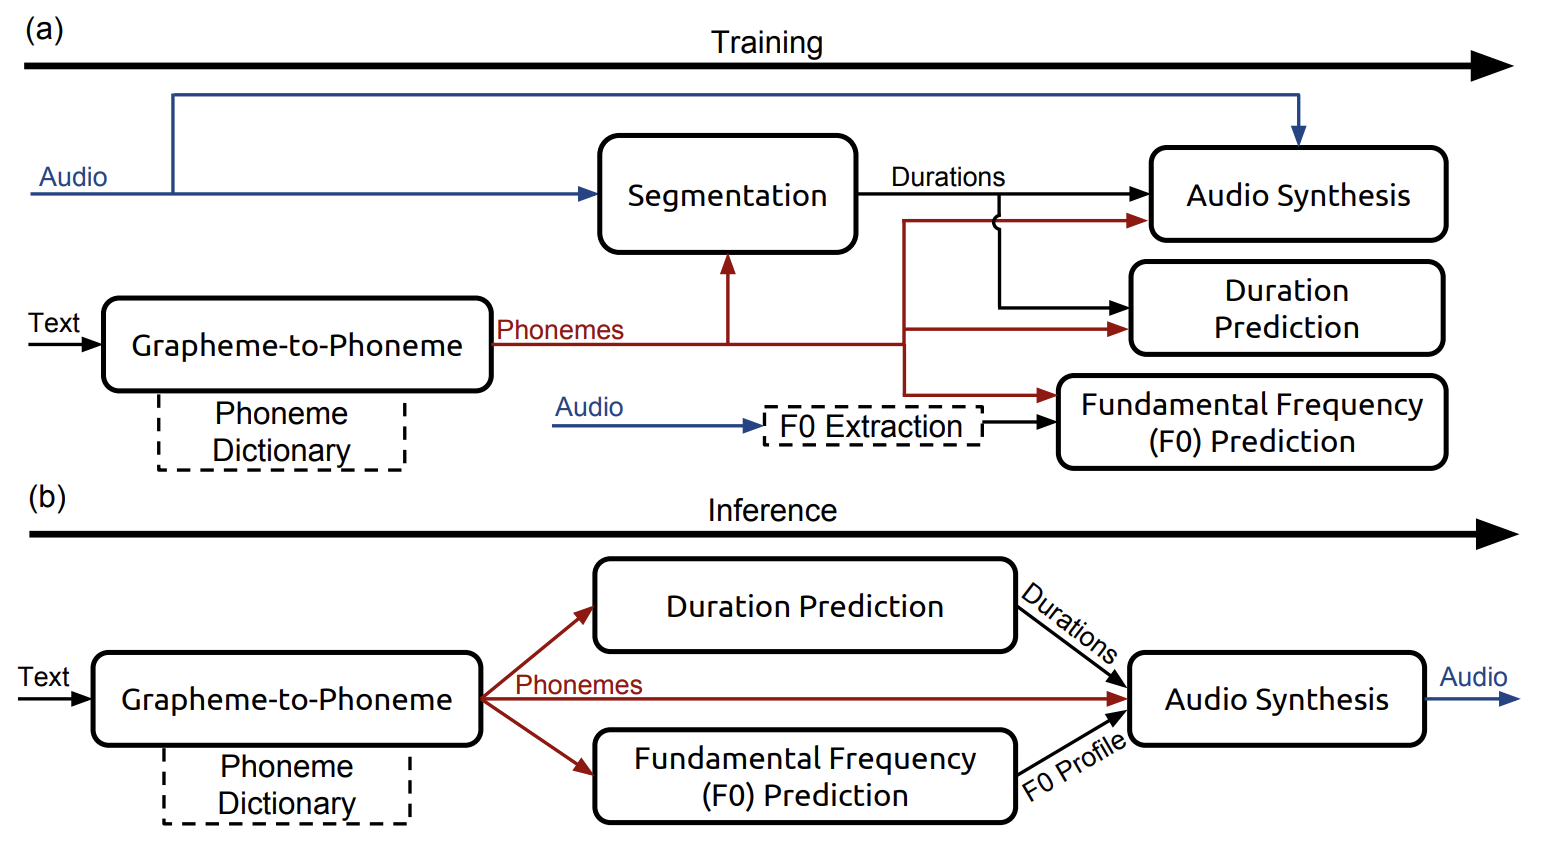 (a)
Training
Audio
Segmentation
Durations
Audio Synthesis
Text
Grapheme-to-Phoneme
Phonemes
Duration
Prediction
Phoneme
Dictionary
Audio
F0 Extraction
Fundamental Frequency
(F0) Prediction
(b)
Inference
Text
Grapheme-to-Phoneme
Phoneme
Dictionary
Duration Prediction
Phonemes
Fundamental Frequency
(F0) Prediction
Durations
F0 Profile
Audio Synthesis
Audio